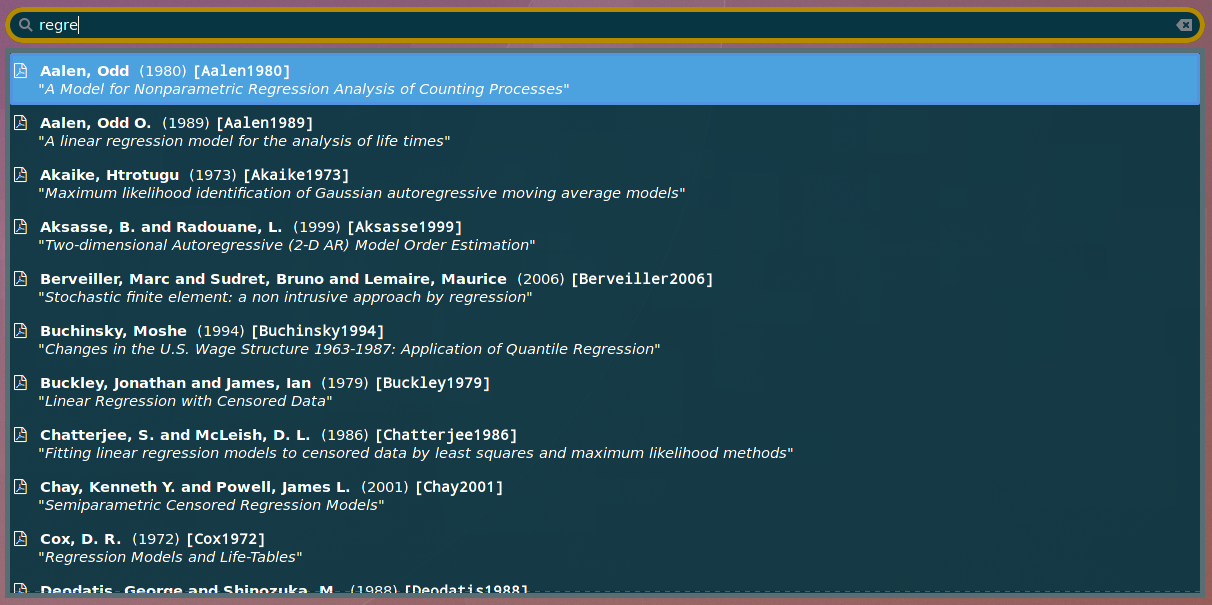 regre
Aalen, Odd (1980) [Aalen1980]
"A Model for Nonparametric Regression Analysis of Counting Processes"
Aalen, Odd O. (1989) [Aalen1989]
"A linear regression model for the analysis of life times"
Akaike, Htrotugu (1973) [Akaike1973]
"Maximum likelihood identification of Gaussian autoregressive moving average models"
Aksasse, B. and Radouane, L. (1999) [Aksasse1999]
"Two-dimensional Autoregressive (2-D AR) Model Order Estimation"
Berveiller, Marc and Sudret, Bruno and Lemaire, Maurice (2006) [Berveiller2006]
"Stochastic finite element: a non intrusive approach by regression"
Buchinsky, Moshe (1994) [Buchinsky1994]
"Changes in the U.S. Wage Structure 1963-1987: Application of Quantile Regression"
Buckley, Jonathan and James, Ian (1979) [Buckley1979]
"Linear Regression with Censored Data"
Chatterjee, S. and McLeish, D. L. (1986) [Chatterjee1986]
"Fitting linear regression models to censored data by least squares and maximum likelihood methods"
Chay, Kenneth Y. and Powell, James L. (2001) [Chay2001]
"Semiparametric Censored Regression Models"
Cox, D. R. (1972) [Cox1972]
"Regression Models and Life-Tables"
Deodatis, George and Shinozuka, M. (1988) [Deodatis1988]